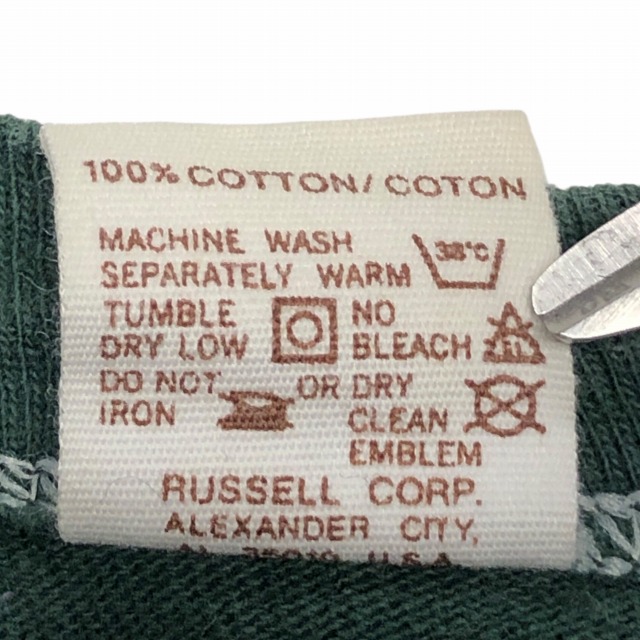 100% COTTON/COTON
MACHINE WASH
SEPARATELY WARM
TUMBLE
DRY LOW
NO
BLEACH
DO NOT
IRON
OR DRY
CLEAN
EMBLEM
RUSSELL CORP.
ALEXANDER CITY,
U.S.A.